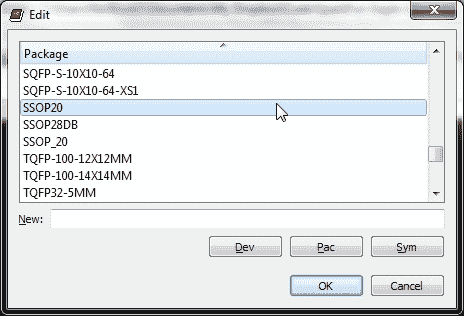 Edit
Package
SQFP-S-10X10-64
SQFP-S-10X10-64-XS1
SSOP20
SSOP28DB
SSOP_20
TQFP-100-12X12MM
TQFP-100-14X14MM
TQFP32-5MM
New:
Dev Pac Sym
OK Cancel